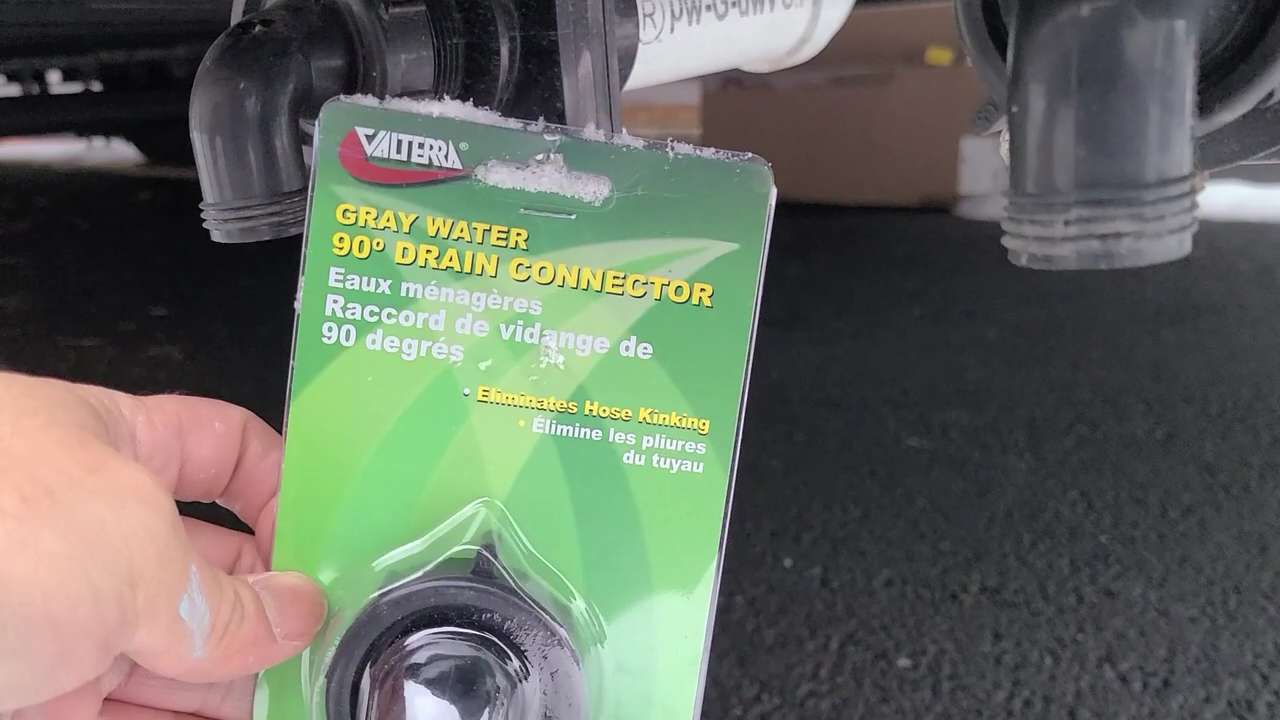 VALTERRA®
GRAY WATER
90º DRAIN CONNECTOR
Eaux ménagères
Raccord de vidange de
90 degrés
• Eliminates Hose Kinking
• Élimine les pliures
du tuyau